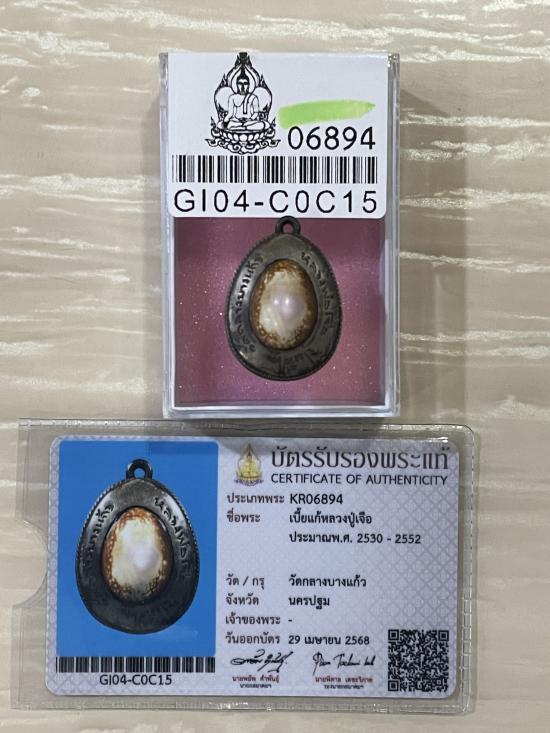 06894
GI04-C0C15
บัตรรับรองพระแท้
CERTIFICATE OF AUTHENTICITY
ประเภทพระ KR06894
ชื่อพระ เบี้ยแก้หลวงปู่เจือ
ประมาณพ.ศ. 2530 - 2552
วัด / กรุ วัดกลางบางแก้ว
จังหวัด นครปฐม
เจ้าของพระ -
วันออกบัตร 29 เมษายน 2568
GI04-C0C15